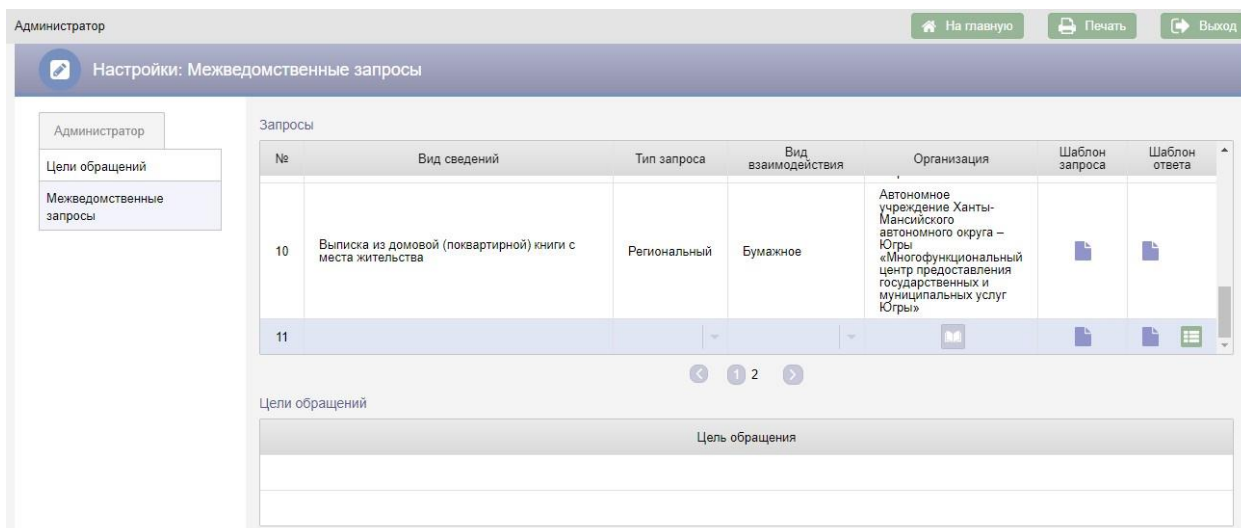 Администратор
На главную
Печать
Выход
Настройки: Межведомственные запросы
Администратор
Цели обращений
Межведомственные
запросы
Запросы
№
Вид сведений
Тип запроса
Вид
взаимодействия
Организация
Шаблон
запроса
Шаблон
ответа
10
Выписка из домовой (поквартирной) книги с
места жительства
Региональный
Бумажное
Автономное
учреждение Ханты-
Мансийского
автономного округа –
Югры
«Многофункциональный
центр предоставления
государственных и
муниципальных услуг
Югры»
11
1 2
Цели обращений
Цель обращения